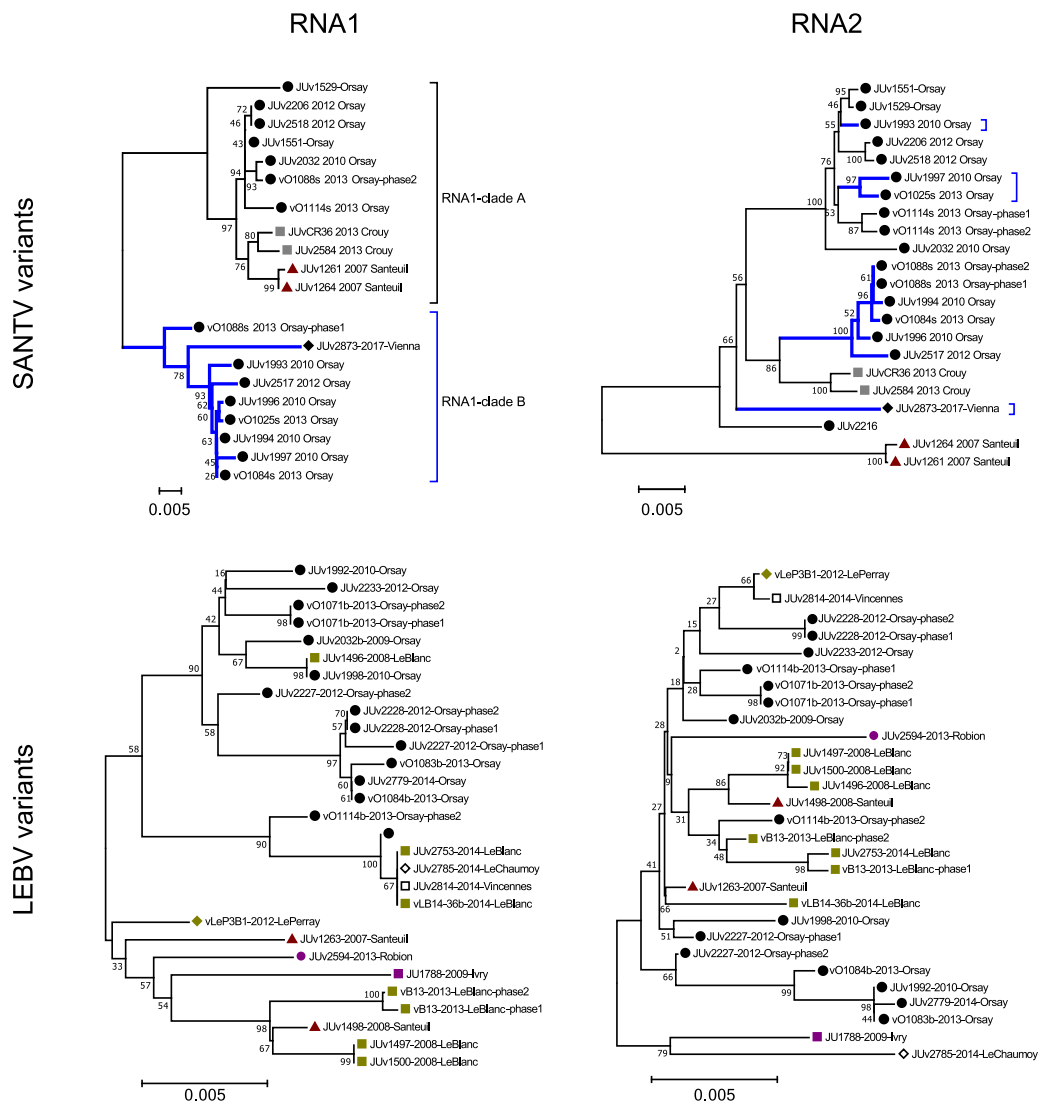 RNA1
RNA2
SANTV variants
JUv1529-Orsay
72
JUv2206 2012 Orsay
46
JUv2518 2012 Orsay
43
JUv1551-Orsay
94
JUv2032 2010 Orsay
93
vO1088s 2013 Orsay-phase2
vO1114s 2013 Orsay
97
80
JUvCR36 2013 Crouy
JUv2584 2013 Crouy
76
JUv1261 2007 Santeuil
99
JUv1264 2007 Santeuil
RNA1-clade A
vO1088s 2013 Orsay-phase1
JUv2873-2017-Vienna
78
JUv1993 2010 Orsay
93
JUv2517 2012 Orsay
62
JUv1996 2010 Orsay
60
vO1025s 2013 Orsay
63
JUv1994 2010 Orsay
45
JUv1997 2010 Orsay
26
vO1084s 2013 Orsay
RNA1-clade B
0.005
95
JUv1551-Orsay
46
JUv1529-Orsay
55
JUv1993 2010 Orsay
JUv2206 2012 Orsay
100
JUv2518 2012 Orsay
76
97
JUv1997 2010 Orsay
vO1025s 2013 Orsay
100
53
vO1114s 2013 Orsay-phase1
87
vO1114s 2013 Orsay-phase2
JUv2032 2010 Orsay
56
vO1088s 2013 Orsay-phase2
61
vO1088s 2013 Orsay-phase1
96
JUv1994 2010 Orsay
52
vO1084s 2013 Orsay
100
JUv1996 2010 Orsay
66
JUv2517 2012 Orsay
86
JUvCR36 2013 Crouy
100
JUv2584 2013 Crouy
JUv2873-2017-Vienna
JUv2216
JUv1264 2007 Santeuil
100
JUv1261 2007 Santeuil
0.005
LEBV variants
16
JUv1992-2010-Orsay
44
JUv2233-2012-Orsay
vO1071b-2013-Orsay-phase2
98
vO1071b-2013-Orsay-phase1
42
JUv2032b-2009-Orsay
67
JUv1496-2008-LeBlanc
98
JUv1998-2010-Orsay
90
JUv2227-2012-Orsay-phase2
58
70
JUv2228-2012-Orsay-phase2
57
JUv2228-2012-Orsay-phase1
JUv2227-2012-Orsay-phase1
97
vO1083b-2013-Orsay
60
JUv2779-2014-Orsay
61
vO1084b-2013-Orsay
58
vO1114b-2013-Orsay-phase2
90
100
JUv2753-2014-LeBlanc
JUv2785-2014-LeChaumoy
67
JUv2814-2014-Vincennes
vLB14-36b-2014-LeBlanc
vLeP3B1-2012-LePerray
JUv1263-2007-Santeuil
33
JUv2594-2013-Robion
57
JU1788-2009-Ivry
54
100
vB13-2013-LeBlanc-phase2
vB13-2013-LeBlanc-phase1
98
JUv1498-2008-Santeuil
67
JUv1497-2008-LeBlanc
99
JUv1500-2008-LeBlanc
0.005
66
vLeP3B1-2012-LePerray
27
JUv2814-2014-Vincennes
15
JUv2228-2012-Orsay-phase2
99
JUv2228-2012-Orsay-phase1
2
JUv2233-2012-Orsay
18
vO1114b-2013-Orsay-phase1
28
vO1071b-2013-Orsay-phase2
98
vO1071b-2013-Orsay-phase1
28
JUv2032b-2009-Orsay
JUv2594-2013-Robion
9
73
JUv1497-2008-LeBlanc
92
JUv1500-2008-LeBlanc
86
JUv1496-2008-LeBlanc
27
JUv1498-2008-Santeuil
31
vO1114b-2013-Orsay-phase2
34
vB13-2013-LeBlanc-phase2
48
JUv2753-2014-LeBlanc
98
vB13-2013-LeBlanc-phase1
41
JUv1263-2007-Santeuil
66
vLB14-36b-2014-LeBlanc
JUv1998-2010-Orsay
51
JUv2227-2012-Orsay-phase1
JUv2227-2012-Orsay-phase2
66
vO1084b-2013-Orsay
99
JUv1992-2010-Orsay
98
JUv2779-2014-Orsay
44
vO1083b-2013-Orsay
JU1788-2009-Ivry
79
JUv2785-2014-LeChaumoy
0.005